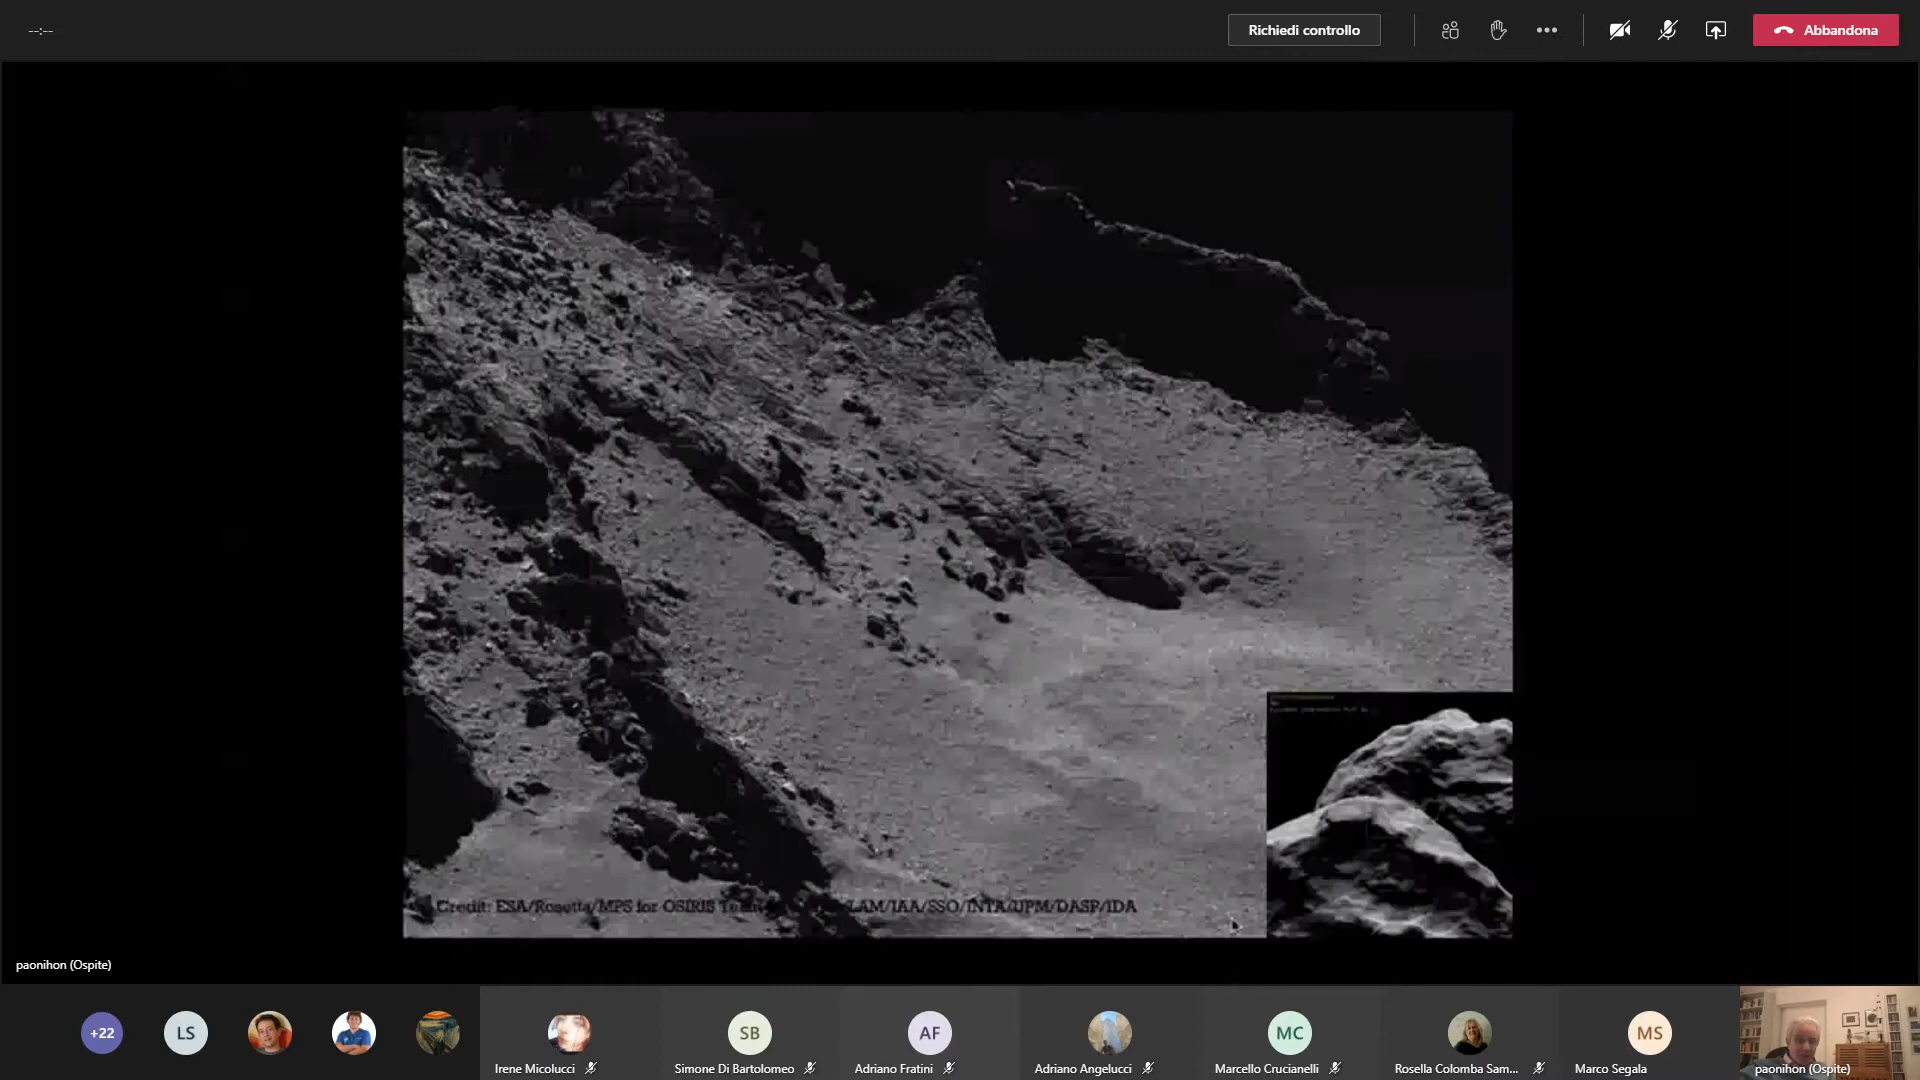 --:--
Richiedi controllo
Abbandona
Credit: ESA/Rosetta/MPS for OSIRIS Team LAM/IAA/SSO/INTA/UPM/DASP/IDA
paonihon (Ospite)
+22
LS
SB
AF
MC
MS
Irene Micolucci
Simone Di Bartolomeo
Adriano Fratini
Adriano Angelucci
Marcello Crucianelli
Rosella Colomba Sam...
Marco Segala
paonihon (Ospite)